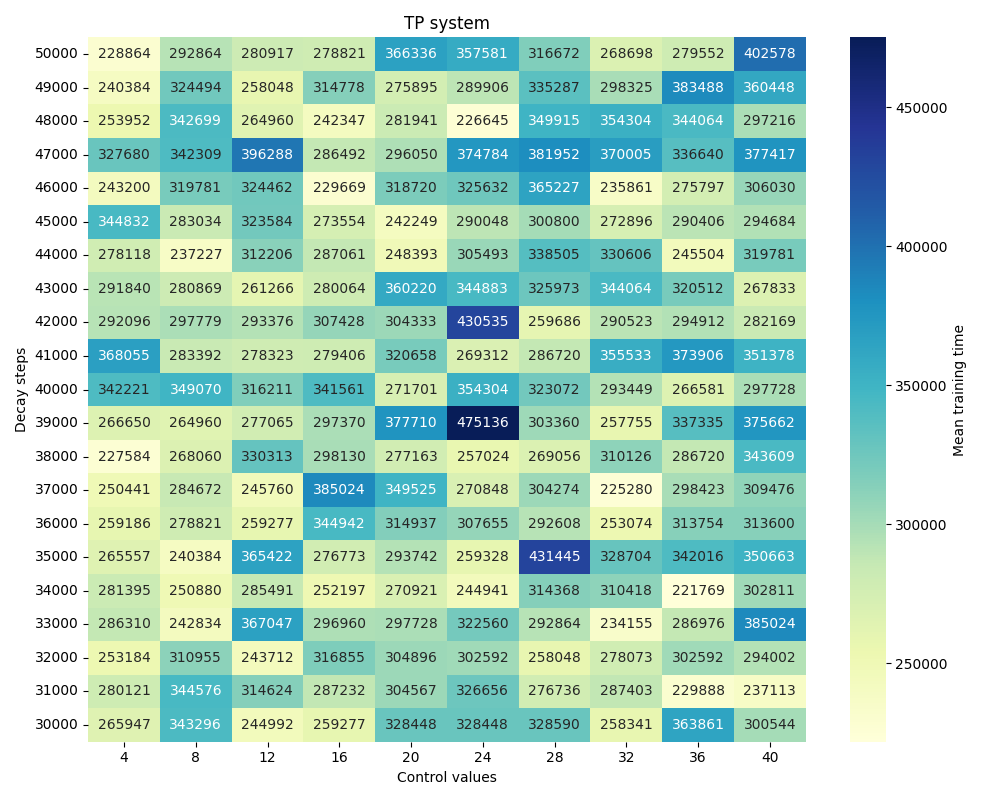 TP system
50000 228864 292864 280917 278821 366336 357581 316672 268698 279552 402578
49000 240384 324494 258048 314778 275895 289906 335287 298325 383488 360448
48000 253952 342699 264960 242347 281941 226645 349915 354304 344064 297216
47000 327680 342309 396288 286492 296050 374784 381952 370005 336640 377417
46000 243200 319781 324462 229669 318720 325632 365227 235861 275797 306030
45000 344832 283034 323584 273554 242249 290048 300800 272896 290406 294684
44000 278118 237227 312206 287061 248393 305493 338505 330606 245504 319781
43000 291840 280869 261266 280064 360220 344883 325973 344064 320512 267833
42000 292096 297779 293376 307428 304333 430535 259686 290523 294912 282169
41000 368055 283392 278323 279406 320658 269312 286720 355533 373906 351378
40000 342221 349070 316211 341561 271701 354304 323072 293449 266581 297728
39000 266650 264960 277065 297370 377710 475136 303360 257755 337335 375662
38000 227584 268060 330313 298130 277163 257024 269056 310126 286720 343609
37000 250441 284672 245760 385024 349525 270848 304274 225280 298423 309476
36000 259186 278821 259277 344942 314937 307655 292608 253074 313754 313600
35000 265557 240384 365422 276773 293742 259328 431445 328704 342016 350663
34000 281395 250880 285491 252197 270921 244941 314368 310418 221769 302811
33000 286310 242834 367047 296960 297728 322560 292864 234155 286976 385024
32000 253184 310955 243712 316855 304896 302592 258048 278073 302592 294002
31000 280121 344576 314624 287232 304567 326656 276736 287403 229888 237113
30000 265947 343296 244992 259277 328448 328448 328590 258341 363861 300544
4 8 12 16 20 24 28 32 36 40
Control values
Decay steps
450000
400000
350000
300000
250000
Mean training time